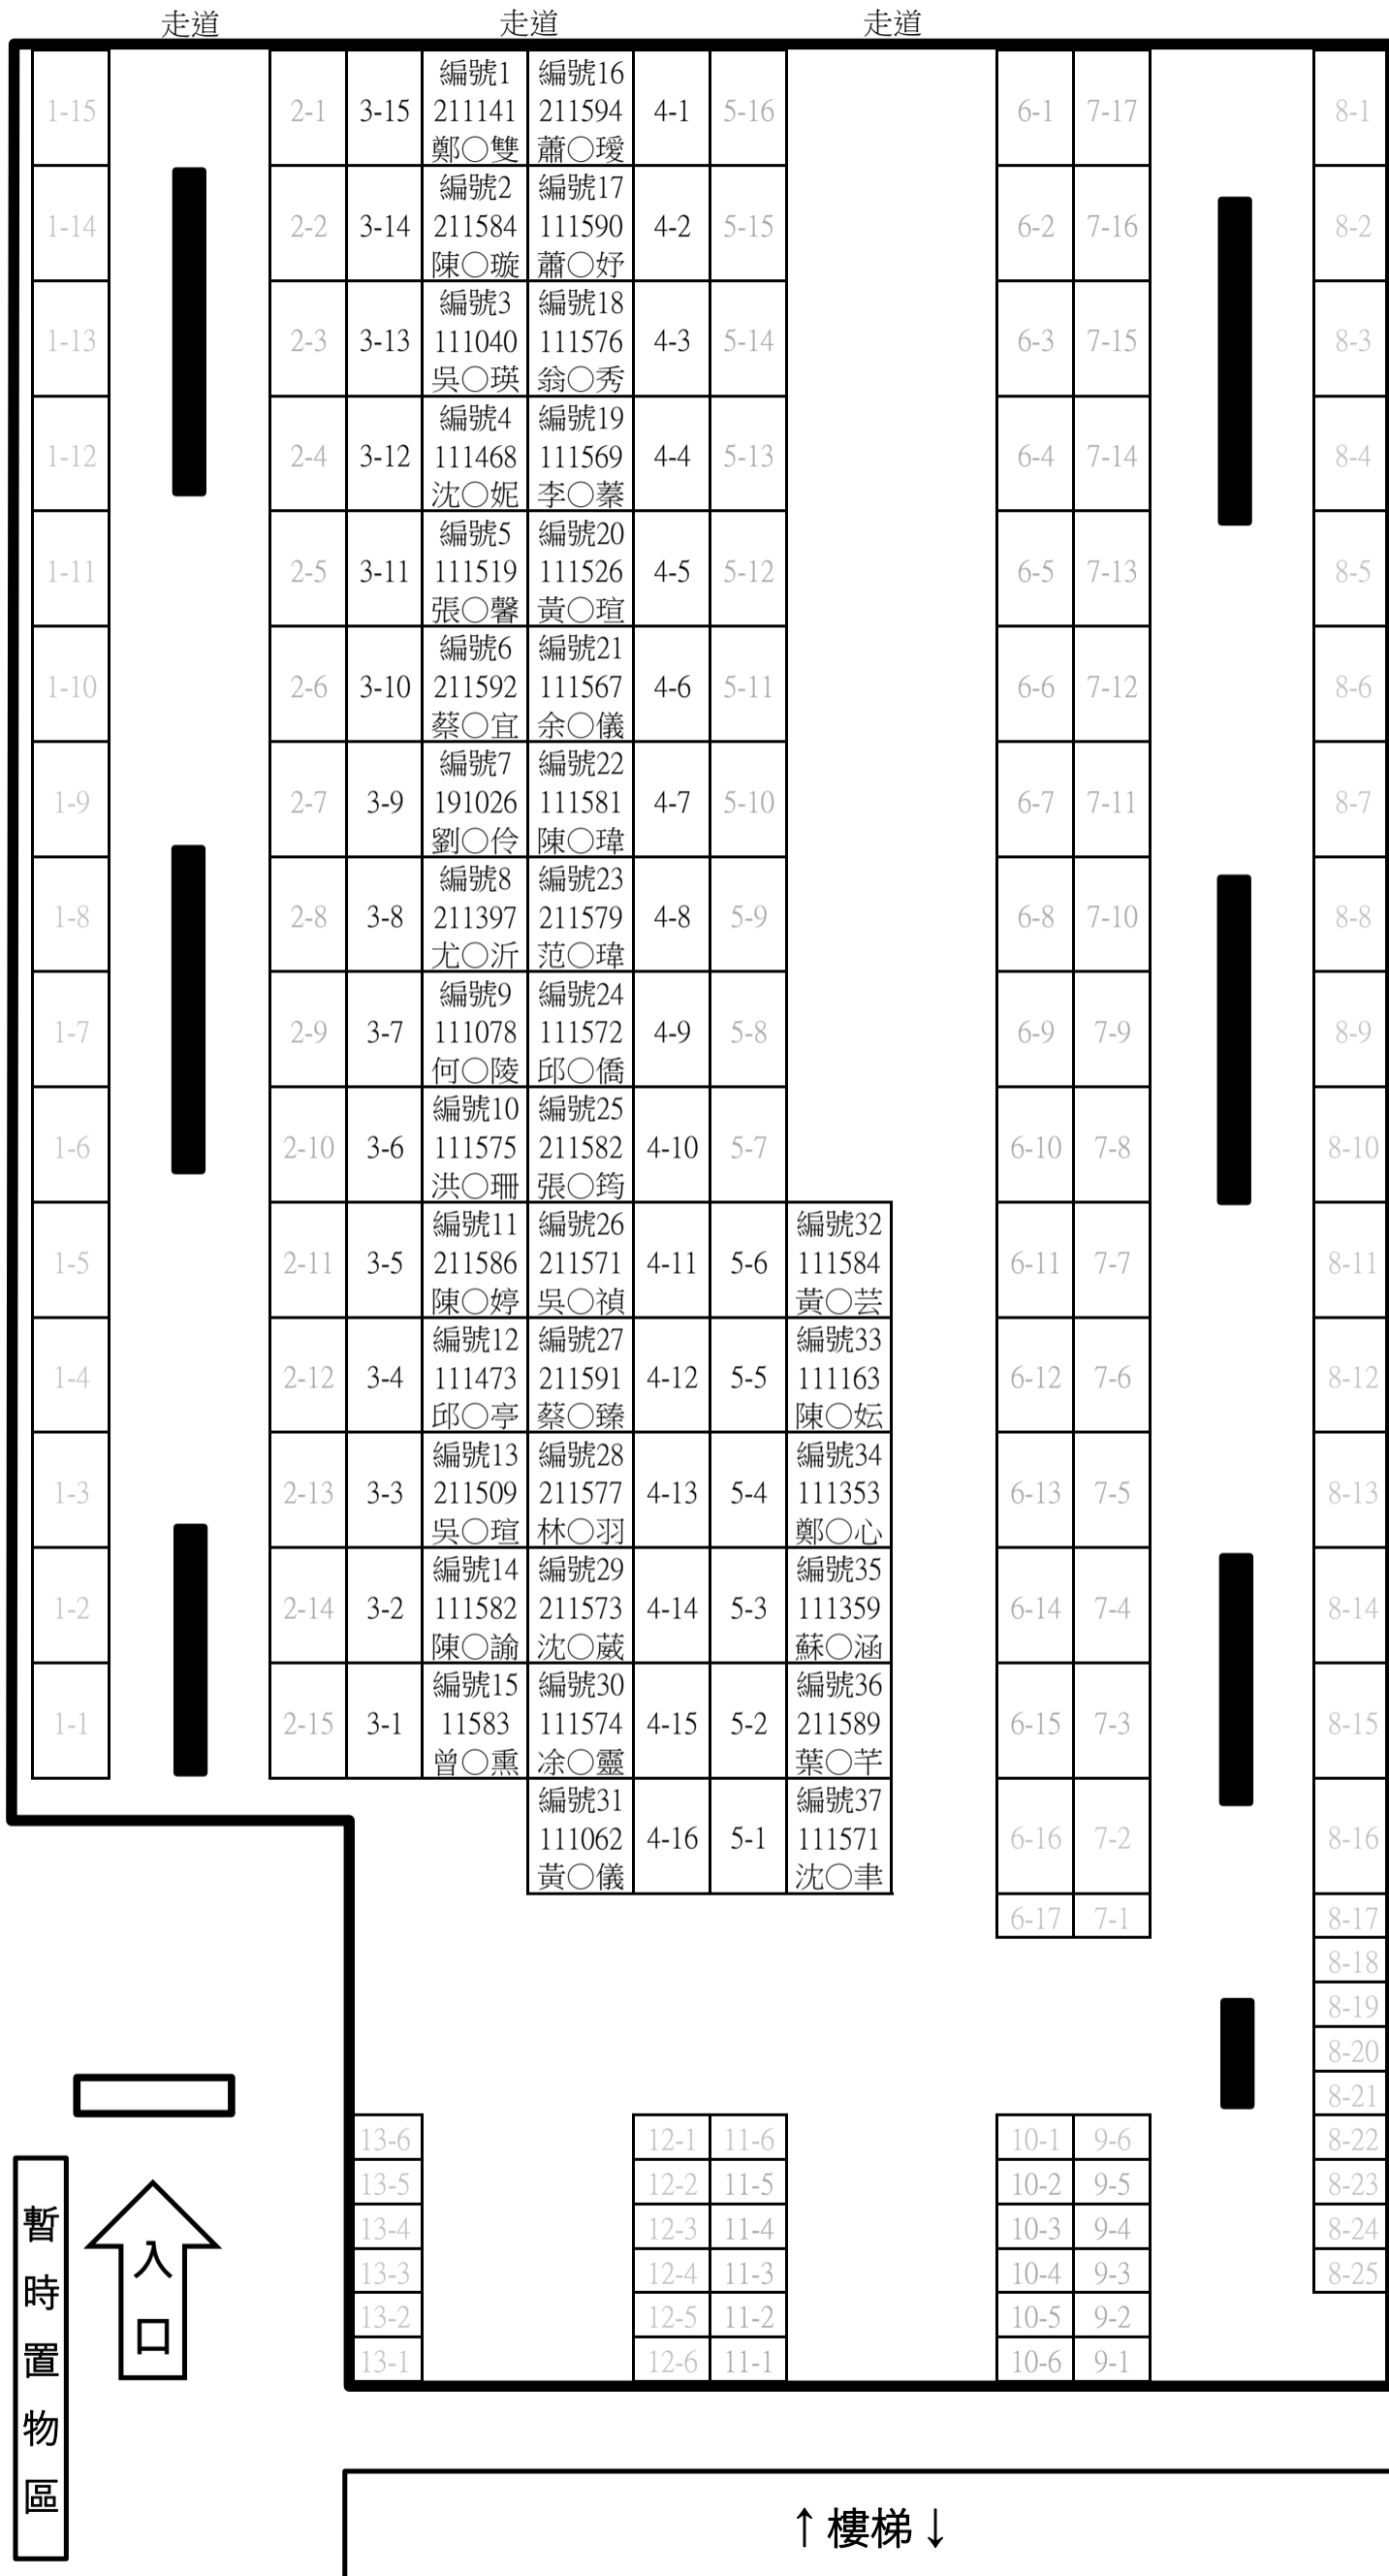 走道 走道 走道
1-15 2-1 3-15 編號1 211141 鄭○雙 編號16 211594 蕭○璦 4-1 5-16 6-1 7-17 8-1
1-14 2-2 3-14 編號2 211584 陳○璇 編號17 111590 蕭○妤 4-2 5-15 6-2 7-16 8-2
1-13 2-3 3-13 編號3 111040 吳○瑛 編號18 111576 翁○秀 4-3 5-14 6-3 7-15 8-3
1-12 2-4 3-12 編號4 111468 沈○妮 編號19 111569 李○蓁 4-4 5-13 6-4 7-14 8-4
1-11 2-5 3-11 編號5 111519 張○馨 編號20 111526 黃○瑄 4-5 5-12 6-5 7-13 8-5
1-10 2-6 3-10 編號6 211592 蔡○宜 編號21 111567 余○儀 4-6 5-11 6-6 7-12 8-6
1-9 2-7 3-9 編號7 191026 劉○伶 編號22 111581 陳○瑋 4-7 5-10 6-7 7-11 8-7
1-8 2-8 3-8 編號8 211397 尤○沂 編號23 211579 范○瑋 4-8 5-9 6-8 7-10 8-8
1-7 2-9 3-7 編號9 111078 何○陵 編號24 111572 邱○僑 4-9 5-8 6-9 7-9 8-9
1-6 2-10 3-6 編號10 111575 洪○珊 編號25 211582 張○筠 4-10 5-7 6-10 7-8 8-10
1-5 2-11 3-5 編號11 211586 陳○婷 編號26 211571 吳○禎 4-11 5-6 編號32 111584 黃○芸 6-11 7-7 8-11
1-4 2-12 3-4 編號12 111473 邱○亭 編號27 211591 蔡○臻 4-12 5-5 編號33 111163 陳○妘 6-12 7-6 8-12
1-3 2-13 3-3 編號13 211509 吳○瑄 編號28 211577 林○羽 4-13 5-4 編號34 111353 鄭○心 6-13 7-5 8-13
1-2 2-14 3-2 編號14 111582 陳○諭 編號29 211573 沈○葳 4-14 5-3 編號35 111359 蘇○涵 6-14 7-4 8-14
1-1 2-15 3-1 編號15 11583 曾○熏 編號30 111574 凃○靈 4-15 5-2 編號36 211589 葉○芊 6-15 7-3 8-15
編號31 111062 黃○儀 4-16 5-1 編號37 111571 沈○聿 6-16 7-2 8-16
6-17 7-1 8-17
8-18
8-19
8-20
8-21
13-6 12-1 11-6 10-1 9-6 8-22
13-5 12-2 11-5 10-2 9-5 8-23
13-4 12-3 11-4 10-3 9-4 8-24
13-3 12-4 11-3 10-4 9-3 8-25
13-2 12-5 11-2 10-5 9-2
13-1 12-6 11-1 10-6 9-1
暫時置物區
入口
↑樓梯↓